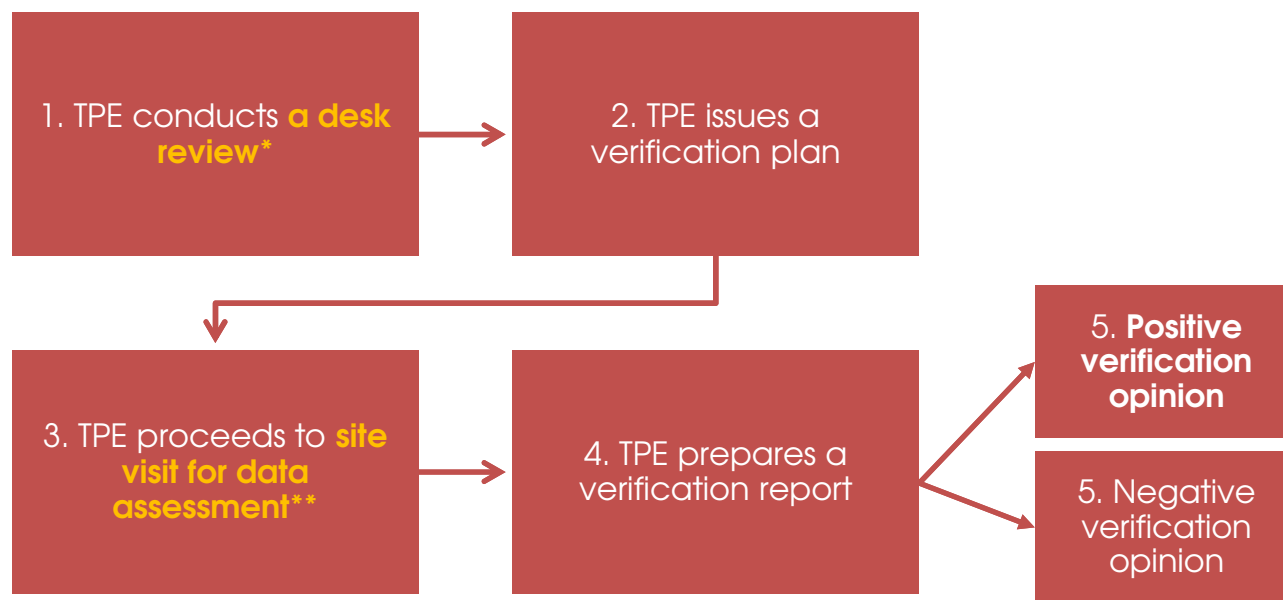 1. TPE conducts a desk
review*
2. TPE issues a
verification plan
3. TPE proceeds to site
visit for data
assessment**
4. TPE prepares a
verification report
5. Positive
verification
opinion
5. Negative
verification
opinion